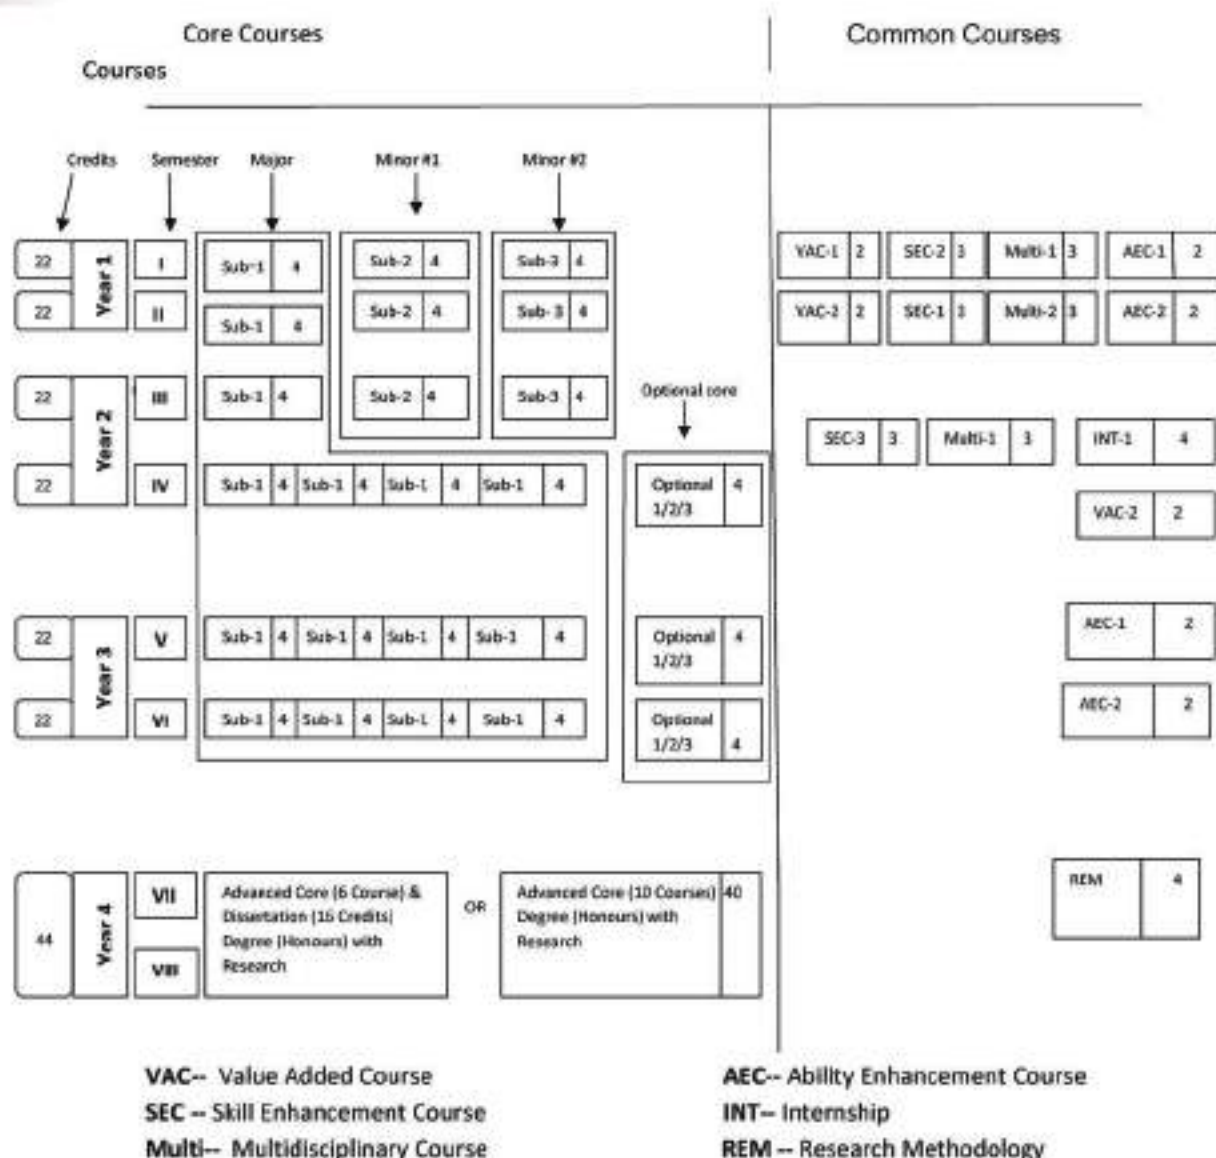 Core Courses
Common Courses
Courses
Credits Semester Major Minor #1 Minor #2
22 Year 1 I Sub-1 4 Sub-2 4 Sub-3 4 VAC-1 2 SEC-2 3 Multi-1 3 AEC-1 2
22 II Sub-1 4 Sub-2 4 Sub-3 4 VAC-2 2 SEC-1 3 Multi-2 3 AEC-2 2
Optional core
22 Year 2 III Sub-1 4 Sub-2 4 Sub-3 4 SEC-3 3 Multi-1 3 INT-1 4
22 IV Sub-1 4 Sub-1 4 Sub-1 4 Sub-1 4 Optional 4
1/2/3
VAC-2 2
22 Year 3 V Sub-1 4 Sub-1 4 Sub-1 4 Sub-1 4 Optional 4
1/2/3
AEC-1 2
22 VI Sub-1 4 Sub-1 4 Sub-1 4 Sub-1 4 Optional
1/2/3 4
AEC-2 2
44 Year 4 VII
VIII
Advanced Core (6 Course) &
Dissertation (16 Credits)
Degree (Honours) with
Research
OR
Advanced Core (10 Courses) 40
Degree (Honours) with
Research
REM 4
VAC-- Value Added Course
SEC -- Skill Enhancement Course
Multi-- Multidisciplinary Course
AEC-- Ability Enhancement Course
INT-- Internship
REM -- Research Methodology